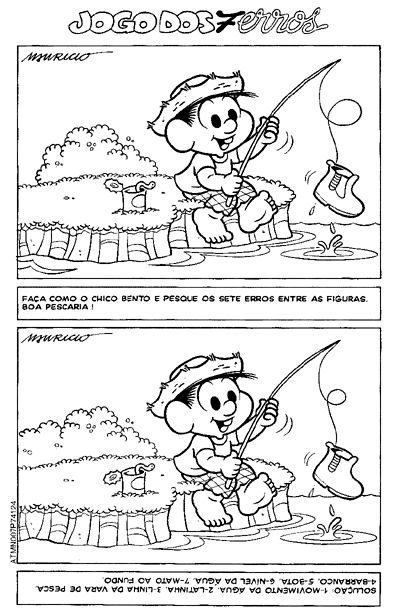 JOGO DOS 7 erros
MAURICIO
FAÇA COMO O CHICO BENTO E PESQUE OS SETE ERROS ENTRE AS FIGURAS.
BOA PESCARIA !
MAURICIO
ATMND07P74124
SOLUÇÃO: 1-MOVIMENTO DA ÁGUA. 2-LATINHA. 3-LINHA DA VARA DE PESCA.
4-BARRANCO. 5-BOTA. 6-NÍVEL DA ÁGUA. 7-MATO AO FUNDO.